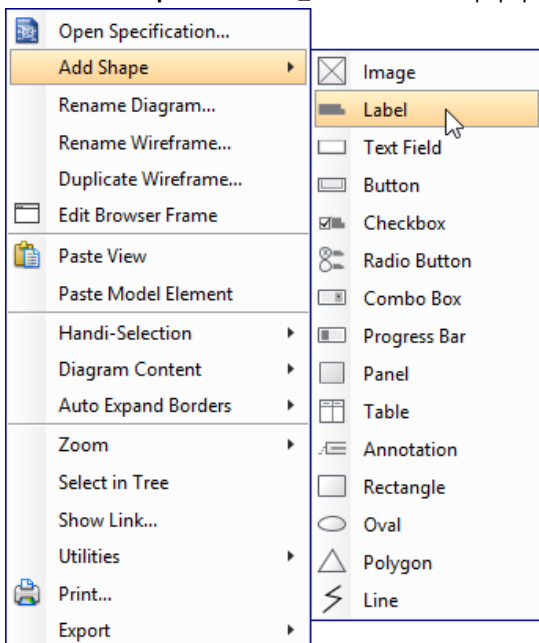 Open Specification...
Add Shape
Rename Diagram...
Rename Wireframe...
Duplicate Wireframe...
Edit Browser Frame
Paste View
Paste Model Element
Handi-Selection
Diagram Content
Auto Expand Borders
Zoom
Select in Tree
Show Link...
Utilities
Print...
Export
Image
Label
Text Field
Button
Checkbox
Radio Button
Combo Box
Progress Bar
Panel
Table
Annotation
Rectangle
Oval
Polygon
Line